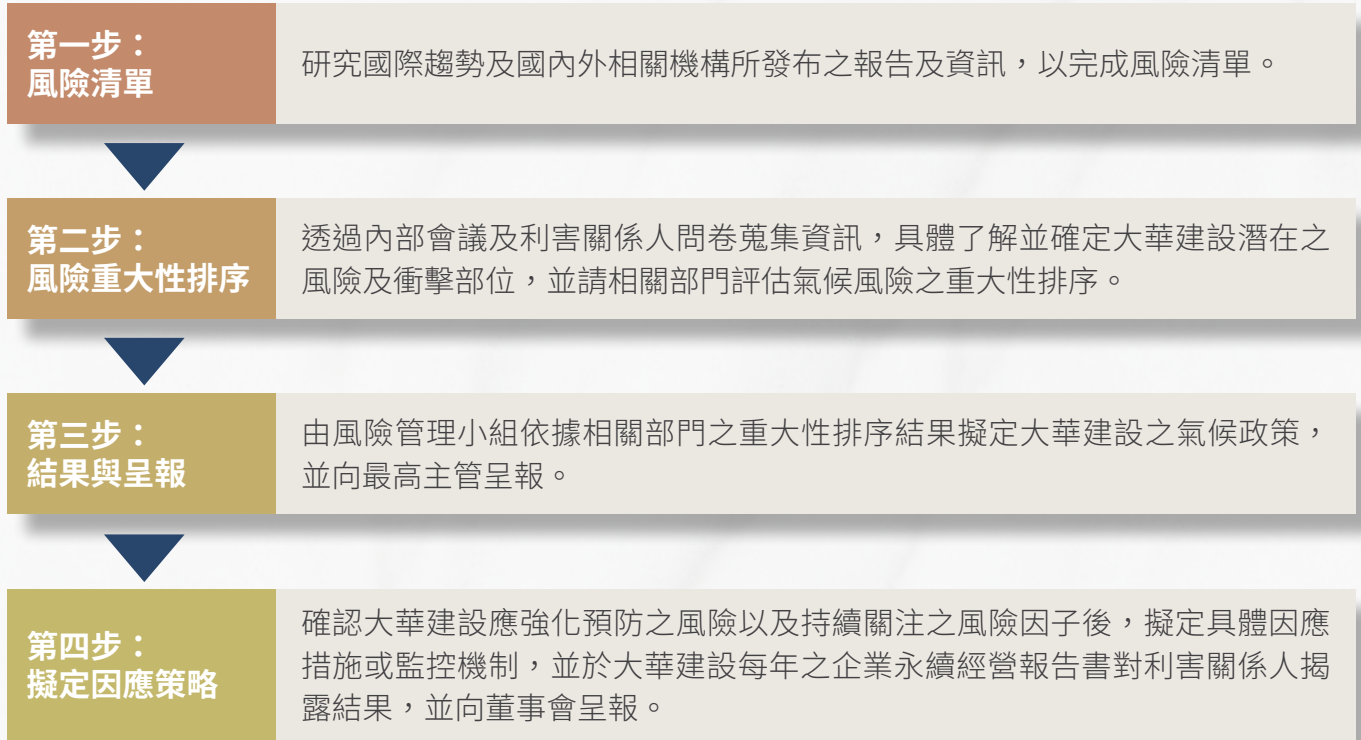 第一步：
風險清單
研究國際趨勢及國內外相關機構所發布之報告及資訊，以完成風險清單。
第二步：
風險重大性排序
透過內部會議及利害關係人問卷蒐集資訊，具體了解並確定大華建設潛在之
風險及衝擊部位，並請相關部門評估氣候風險之重大性排序。
第三步：
結果與呈報
由風險管理小組依據相關部門之重大性排序結果擬定大華建設之氣候政策，
並向最高主管呈報。
第四步：
擬定因應策略
確認大華建設應強化預防之風險以及持續關注之風險因子後，擬定具體因應
措施或監控機制，並於大華建設每年之企業永續經營報告書對利害關係人揭
露結果，並向董事會呈報。